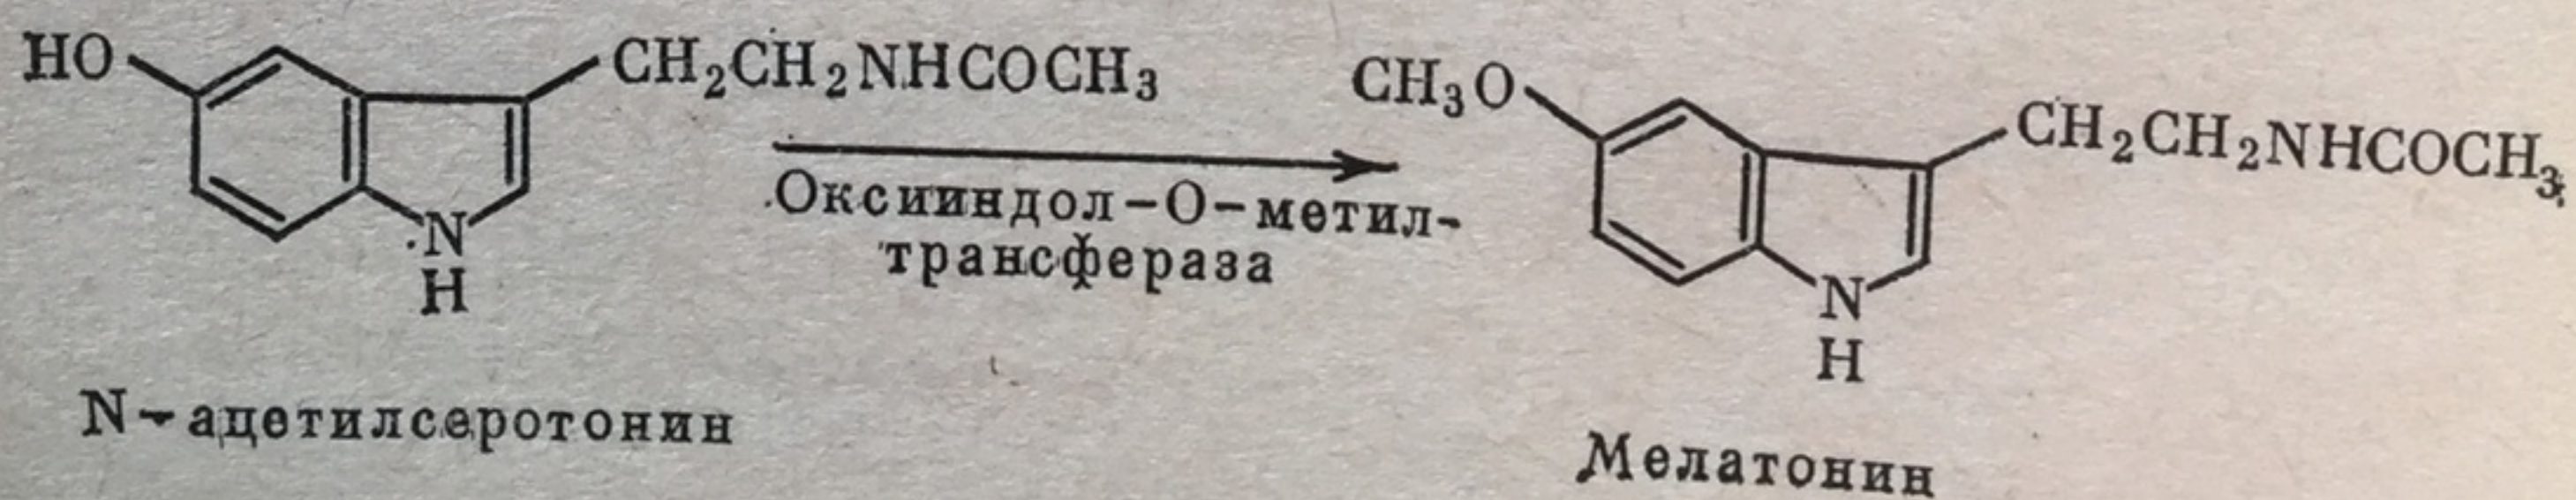 HO
CH₂CH₂NHCOCH₃
CH₃O
CH₂CH₂NHCOCH₃
Оксииндол-О-метил-
трансфераза
N
H
N
H
N-ацетилсеротонин
Мелатонин